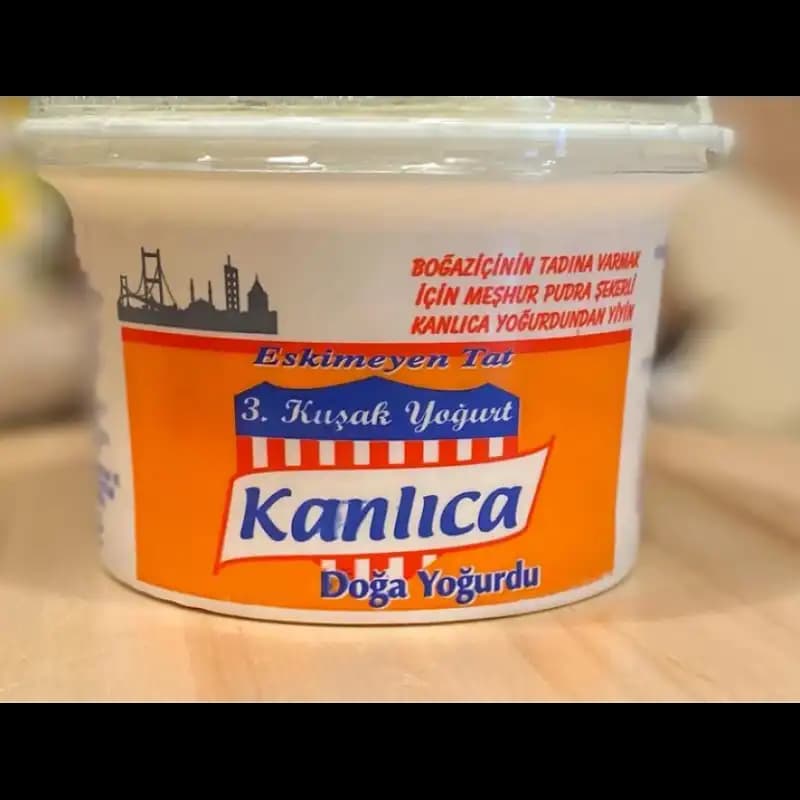 BOĞAZİÇİNİN TADINA VARMAK
İÇİN MEŞHUR PUDRA ŞEKERLİ
KANLICA YOĞURDUNDAN YİYİN
Eskimeyen Tat
3. Kuşak Yoğurt
Kanlıca
Doğa Yoğurdu